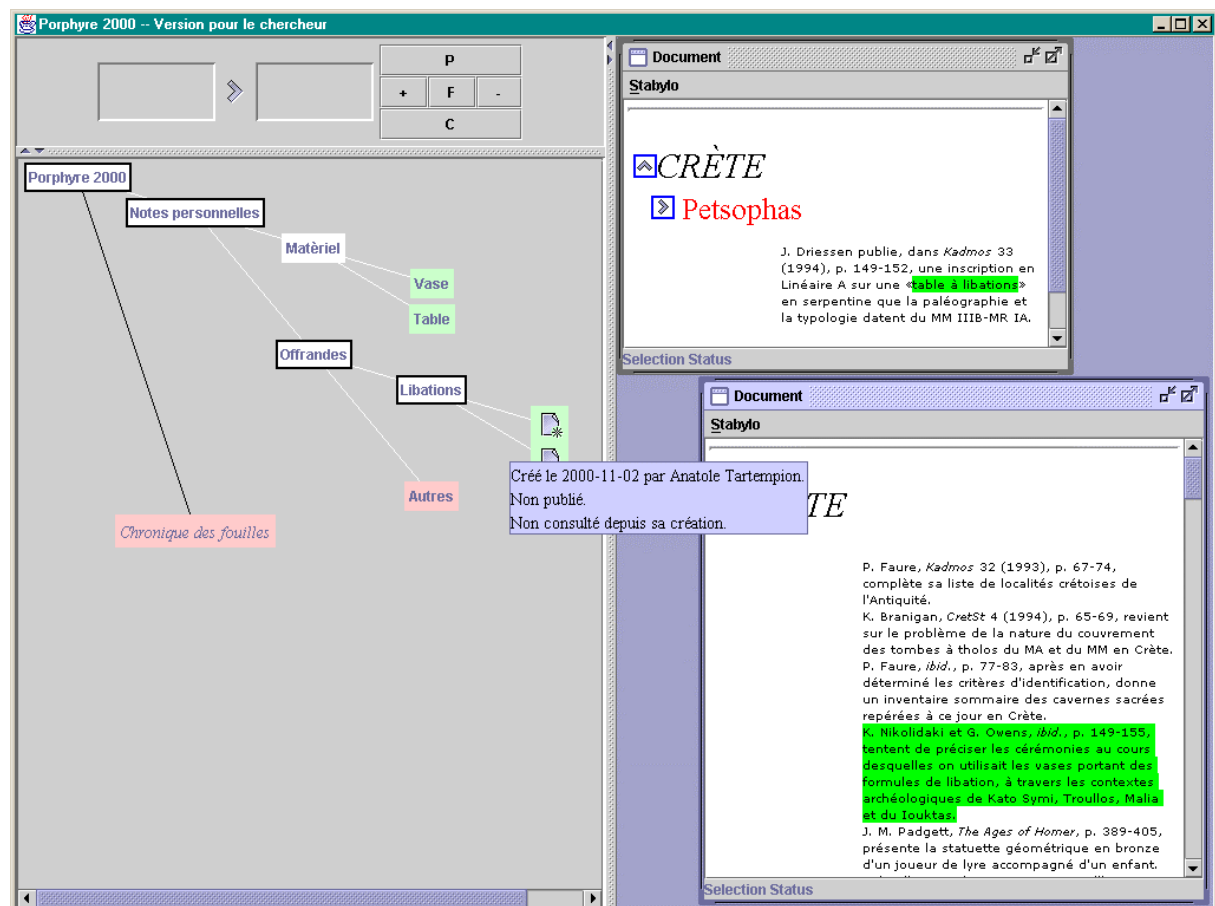 Porphyre 2000 -- Version pour le chercheur
P
+ F -
C
Porphyre 2000
Notes personnelles
Matèriel
Vase
Table
Offrandes
Libations
Autres
Chronique des fouilles
Créé le 2000-11-02 par Anatole Tartempion.
Non publié.
Non consulté depuis sa création.
Document
Stabylo
CRÈTE
Petsophas
J. Driessen publie, dans Kadmos 33
(1994), p. 149-152, une inscription en
Linéaire A sur une «table à libations»
en serpentine que la paléographie et
la typologie datent du MM IIIB-MR IA.
Selection Status
Document
Stabylo
TE
P. Faure, Kadmos 32 (1993), p. 67-74,
complète sa liste de localités crétoises de
l'Antiquité.
K. Branigan, CretSt 4 (1994), p. 65-69, revient
sur le problème de la nature du couvrement
des tombes à tholos du MA et du MM en Crète.
P. Faure, ibid., p. 77-83, après en avoir
déterminé les critères d'identification, donne
un inventaire sommaire des cavernes sacrées
repérées à ce jour en Crète.
K. Nikolidaki et G. Owens, ibid., p. 149-155,
tentent de préciser les cérémonies au cours
desquelles on utilisait les vases portant des
formules de libation, à travers les contextes
archéologiques de Kato Symi, Troullos, Malia
et du Iouktas.
J. M. Padgett, The Ages of Homer, p. 389-405,
présente la statuette géométrique en bronze
d'un joueur de lyre accompagné d'un enfant.
Selection Status